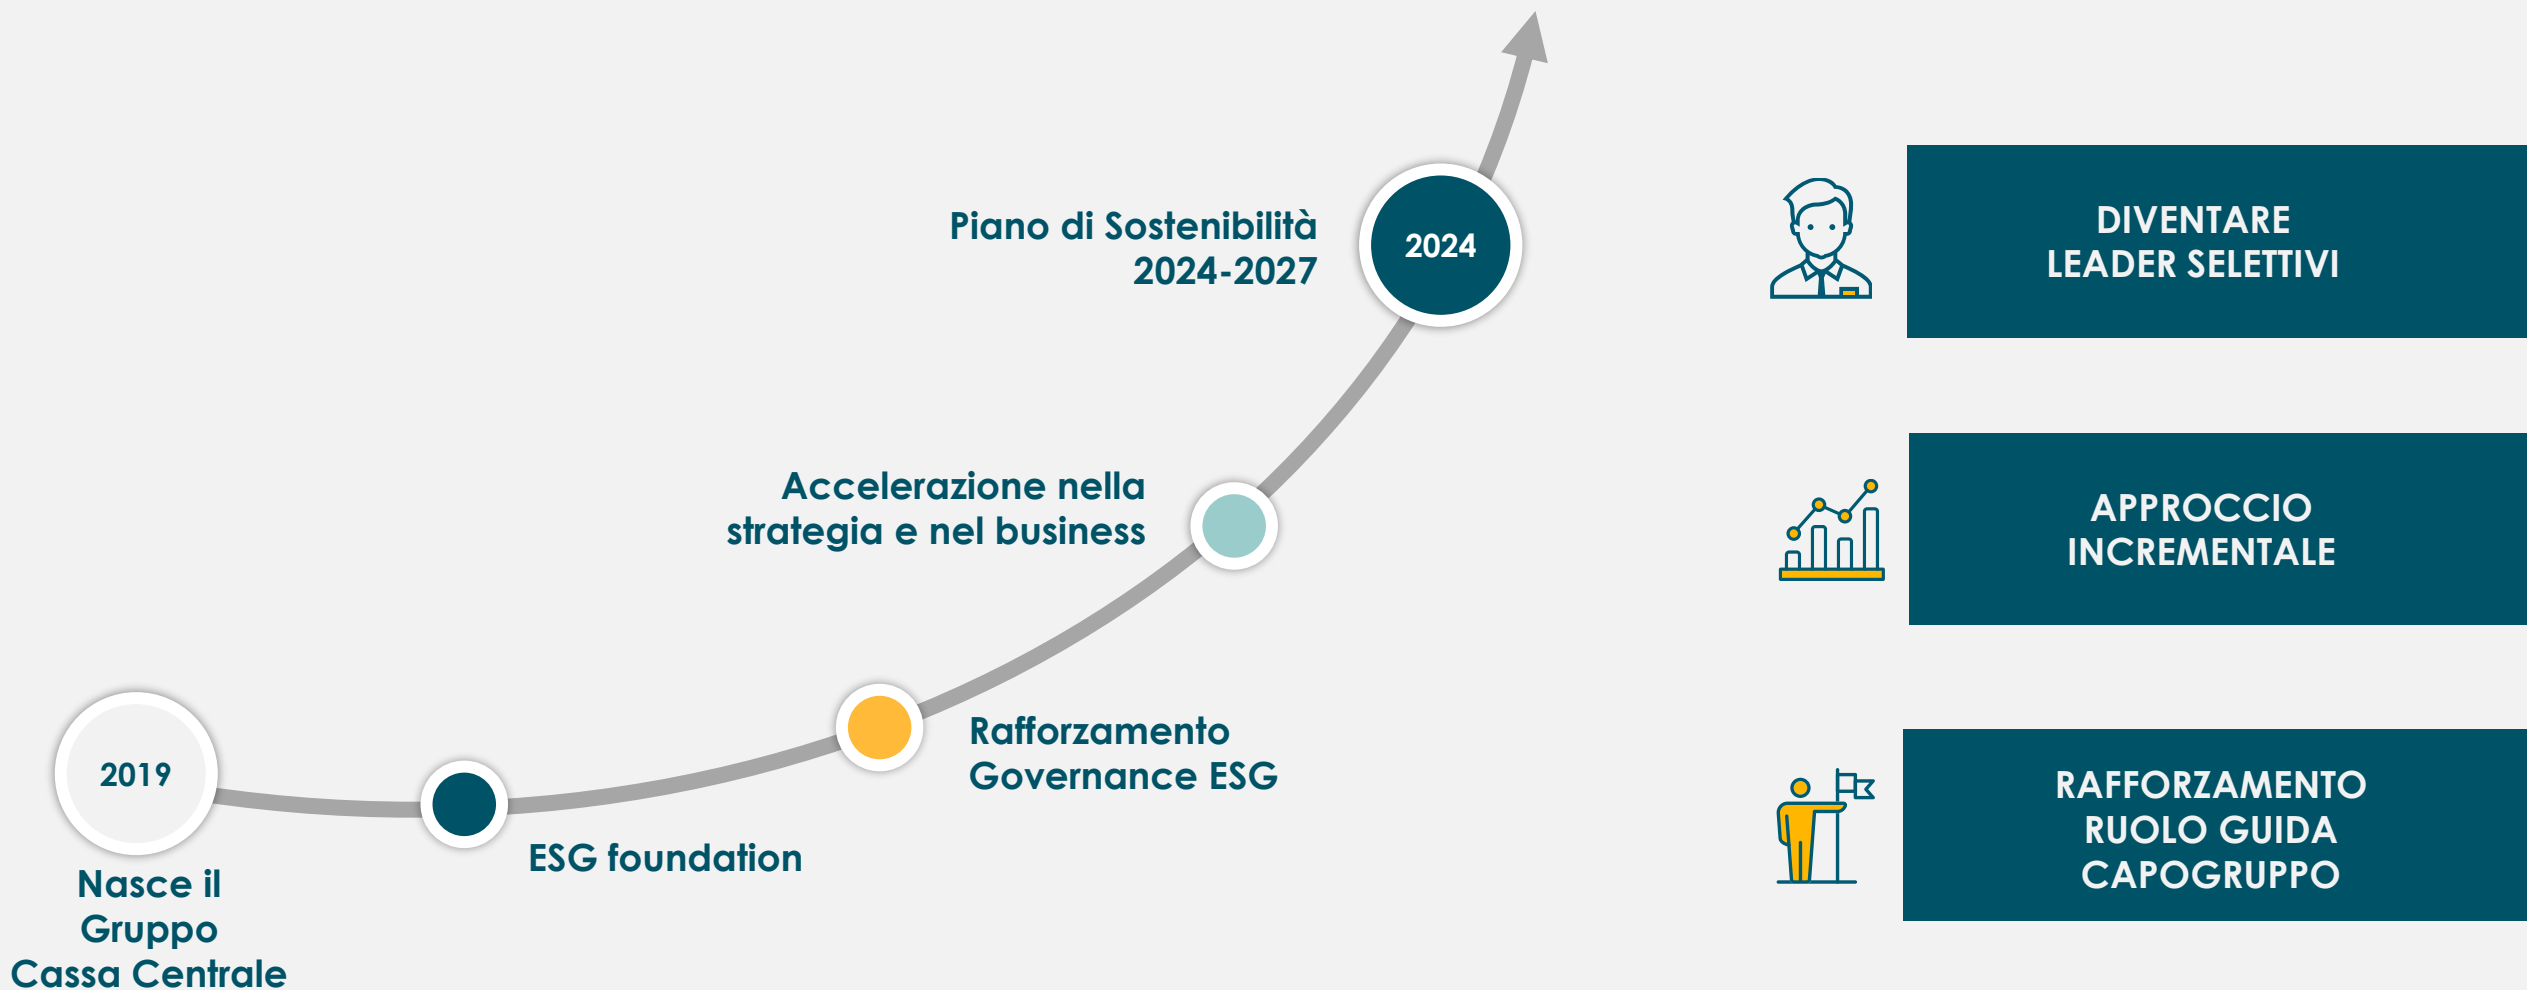 2019
Nasce il
Gruppo
Cassa Centrale
ESG foundation
Rafforzamento
Governance ESG
Accelerazione nella
strategia e nel business
Piano di Sostenibilità
2024-2027
2024
DIVENTARE
LEADER SELETTIVI
APPROCCIO
INCREMENTALE
RAFFORZAMENTO
RUOLO GUIDA
CAPOGRUPPO